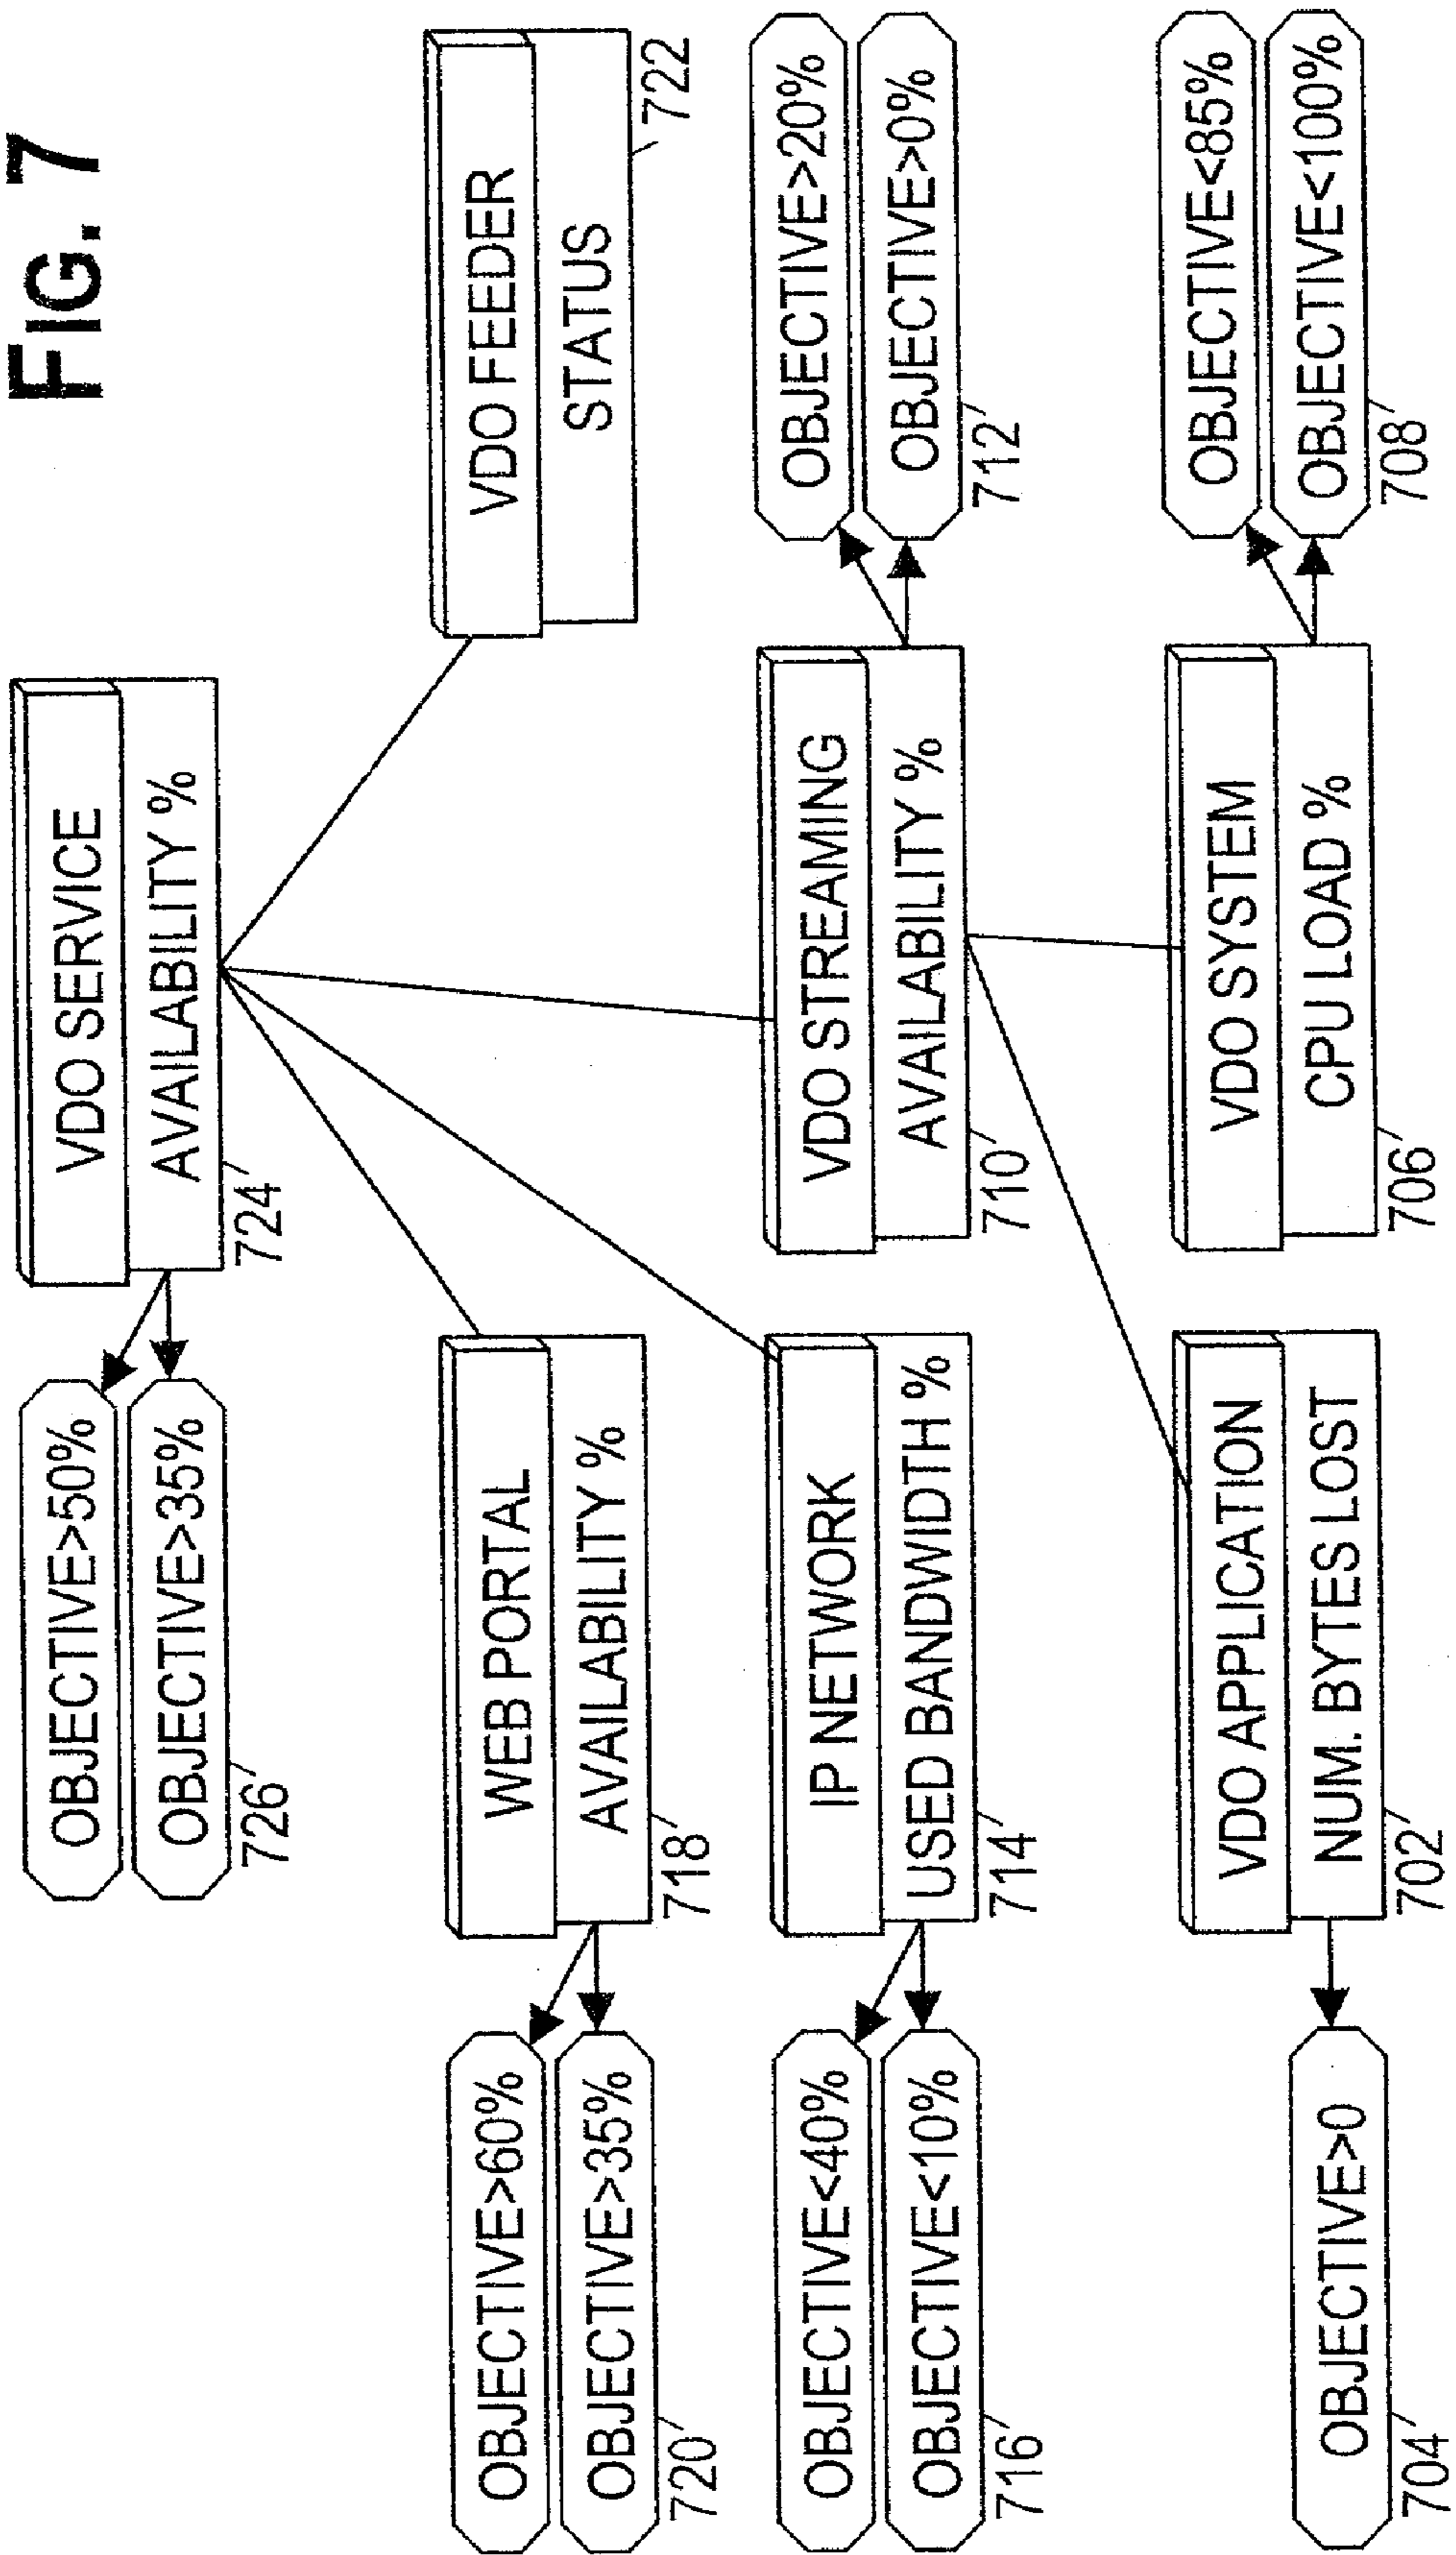 FIG. 7
VDO SERVICE
AVAILABILITY %
724
OBJECTIVE>50%
OBJECTIVE>35%
726
WEB PORTAL
AVAILABILITY %
718
OBJECTIVE>60%
OBJECTIVE>35%
720
VDO FEEDER
STATUS
722
IP NETWORK
USED BANDWIDTH %
714
OBJECTIVE<40%
OBJECTIVE<10%
716
VDO STREAMING
AVAILABILITY %
710
OBJECTIVE>20%
OBJECTIVE>0%
712
VDO APPLICATION
NUM. BYTES LOST
702
OBJECTIVE>0
704
VDO SYSTEM
CPU LOAD %
706
OBJECTIVE<85%
OBJECTIVE<100%
708